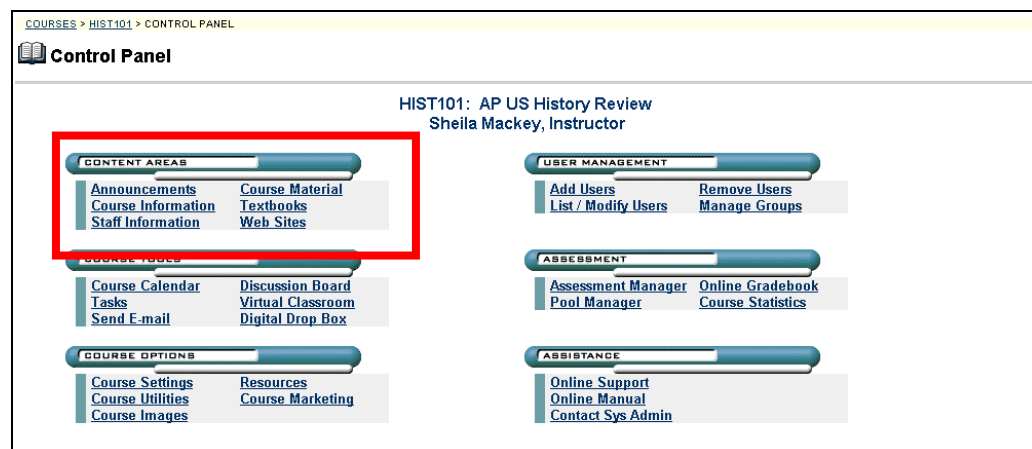 COURSES > HIST101 > CONTROL PANEL
Control Panel
HIST101: AP US History Review
Sheila Mackey, Instructor
CONTENT AREAS
Announcements Course Material
Course Information Textbooks
Staff Information Web Sites
USER MANAGEMENT
Add Users Remove Users
List / Modify Users Manage Groups
COURSE TOOLS
Course Calendar Discussion Board
Tasks Virtual Classroom
Send E-mail Digital Drop Box
ASSESSMENT
Assessment Manager Online Gradebook
Pool Manager Course Statistics
COURSE OPTIONS
Course Settings Resources
Course Utilities Course Marketing
Course Images
ASSISTANCE
Online Support
Online Manual
Contact Sys Admin